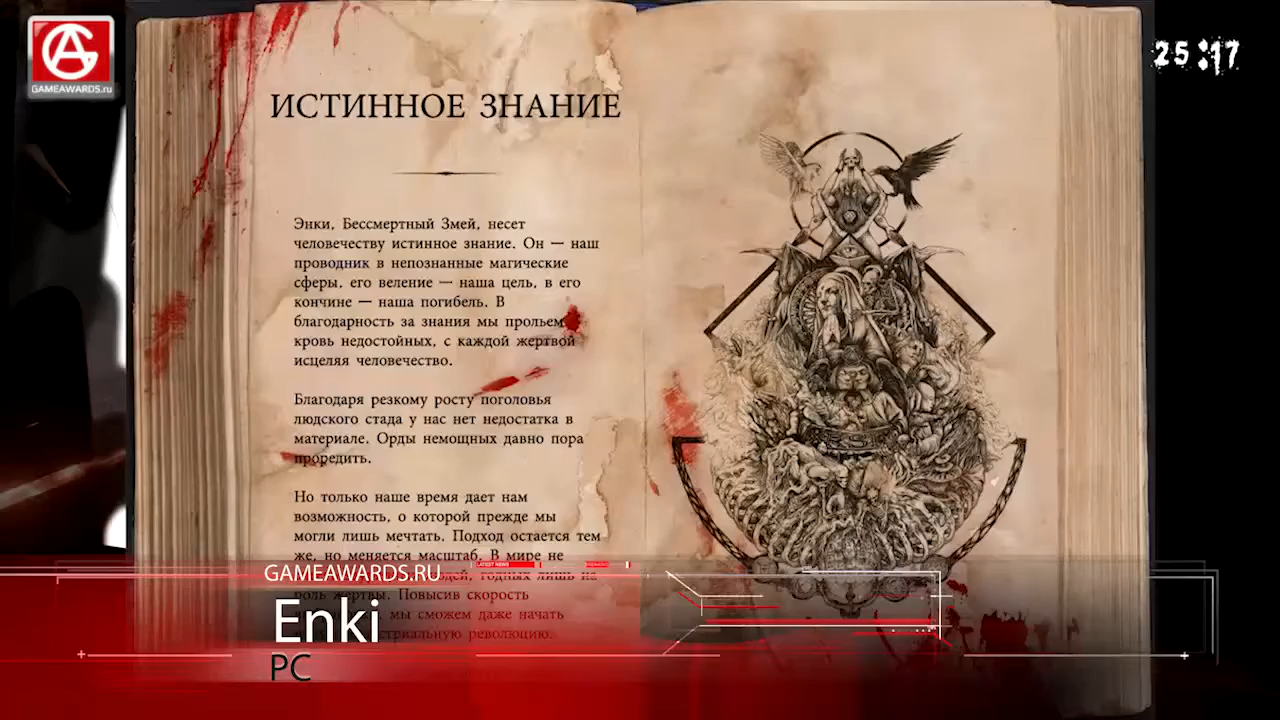 GAMEAWARDS.ru
25:17
ИСТИННОЕ ЗНАНИЕ
Энки, Бессмертный Змей, несет
человечеству истинное знание. Он — наш
проводник в непознанные магические
сферы, его веление — наша цель, в его
кончине — наша погибель. В
благодарность за знания мы прольем
кровь недостойных, с каждой жертвой
исцеляя человечество.
Благодаря резкому росту поголовья
людского стада у нас нет недостатка в
материале. Орды немощных давно пора
проредить.
Но только наше время дает нам
возможность, о которой прежде мы
могли лишь мечтать. Подход остается тем
же, но меняется масштаб. В мире не
годных лишь на
роль жертвы. Повысив скорость
мы сможем даже начать
революцию.
LATEST NEWS
GAMEAWARDS.RU
Enki
PC